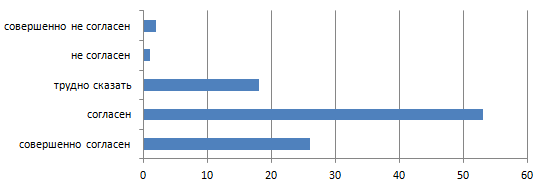 совершенно не согласен
не согласен
трудно сказать
согласен
совершенно согласен
0 10 20 30 40 50 60